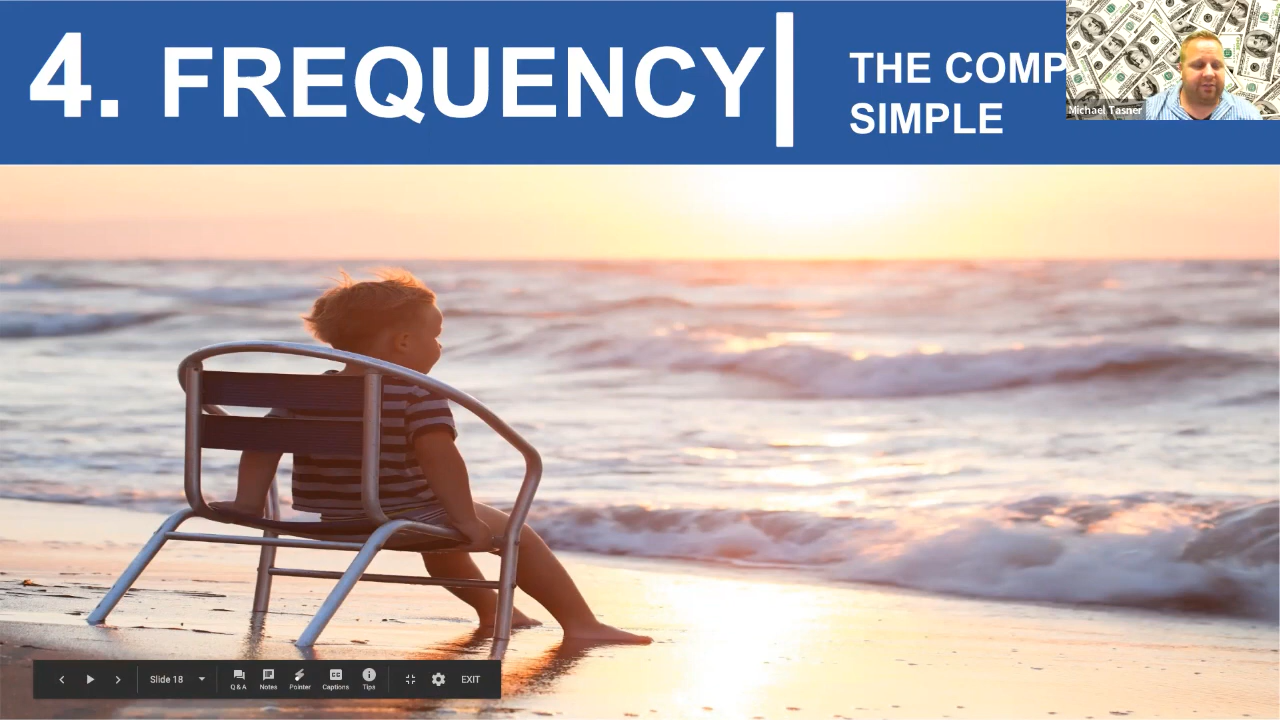 4. FREQUENCY
THE COMP
SIMPLE
Michael Tasner
Slide 18
Q & A
Notes
Pointer
Captions
Tips
EXIT